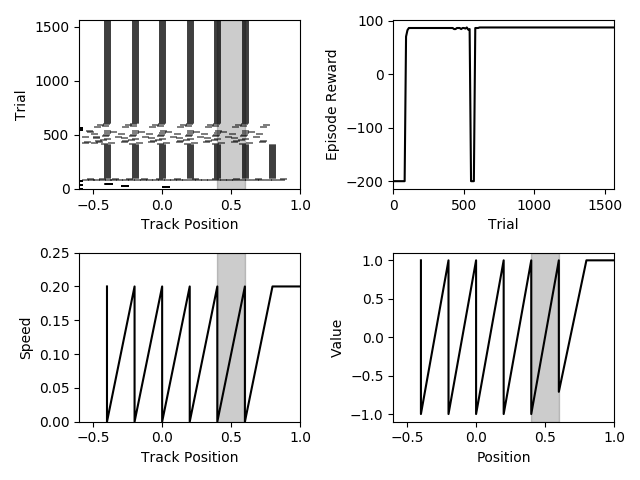 1500
1000
500
0
Trial
−0.5 0.0 0.5 1.0
Track Position
100
0
−100
−200
Episode Reward
0 500 1000 1500
Trial
0.25
0.20
0.15
0.10
0.05
0.00
Speed
−0.5 0.0 0.5 1.0
Track Position
1.0
0.5
0.0
−0.5
−1.0
Value
−0.5 0.0 0.5 1.0
Position